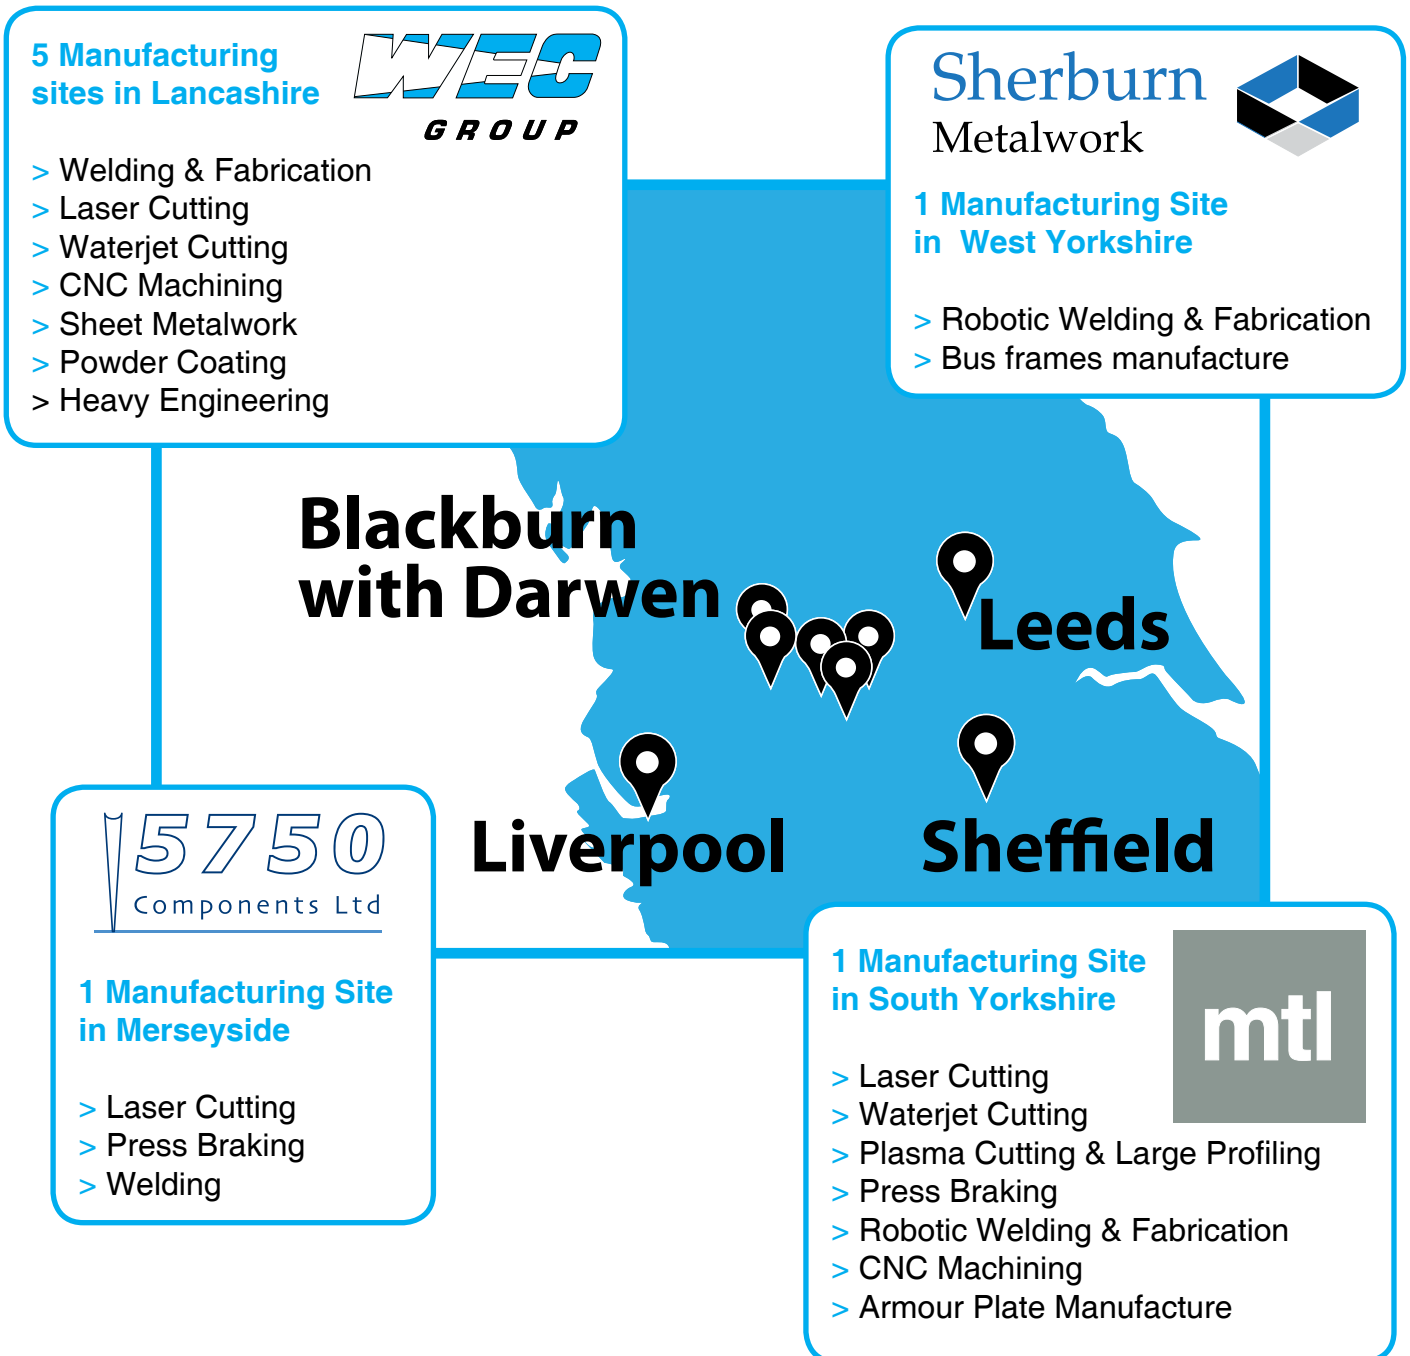 5 Manufacturing
sites in Lancashire
WEC
GROUP
> Welding & Fabrication
> Laser Cutting
> Waterjet Cutting
> CNC Machining
> Sheet Metalwork
> Powder Coating
> Heavy Engineering
Sherburn
Metalwork
1 Manufacturing Site
in West Yorkshire
> Robotic Welding & Fabrication
> Bus frames manufacture
Blackburn
with Darwen
Leeds
Liverpool
Sheffield
5750
Components Ltd
1 Manufacturing Site
in Merseyside
> Laser Cutting
> Press Braking
> Welding
1 Manufacturing Site
in South Yorkshire
mtl
> Laser Cutting
> Waterjet Cutting
> Plasma Cutting & Large Profiling
> Press Braking
> Robotic Welding & Fabrication
> CNC Machining
> Armour Plate Manufacture